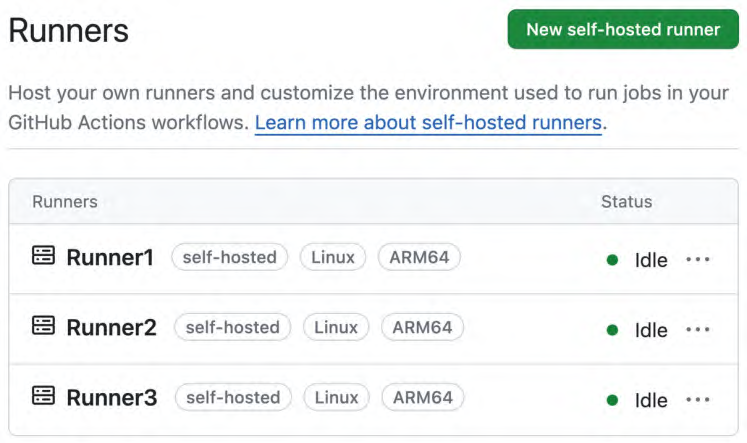 Runners
New self-hosted runner
Host your own runners and customize the environment used to run jobs in your
GitHub Actions workflows. Learn more about self-hosted runners.
Runners Status
Runner1 self-hosted Linux ARM64 Idle ...
Runner2 self-hosted Linux ARM64 Idle ...
Runner3 self-hosted Linux ARM64 Idle ...